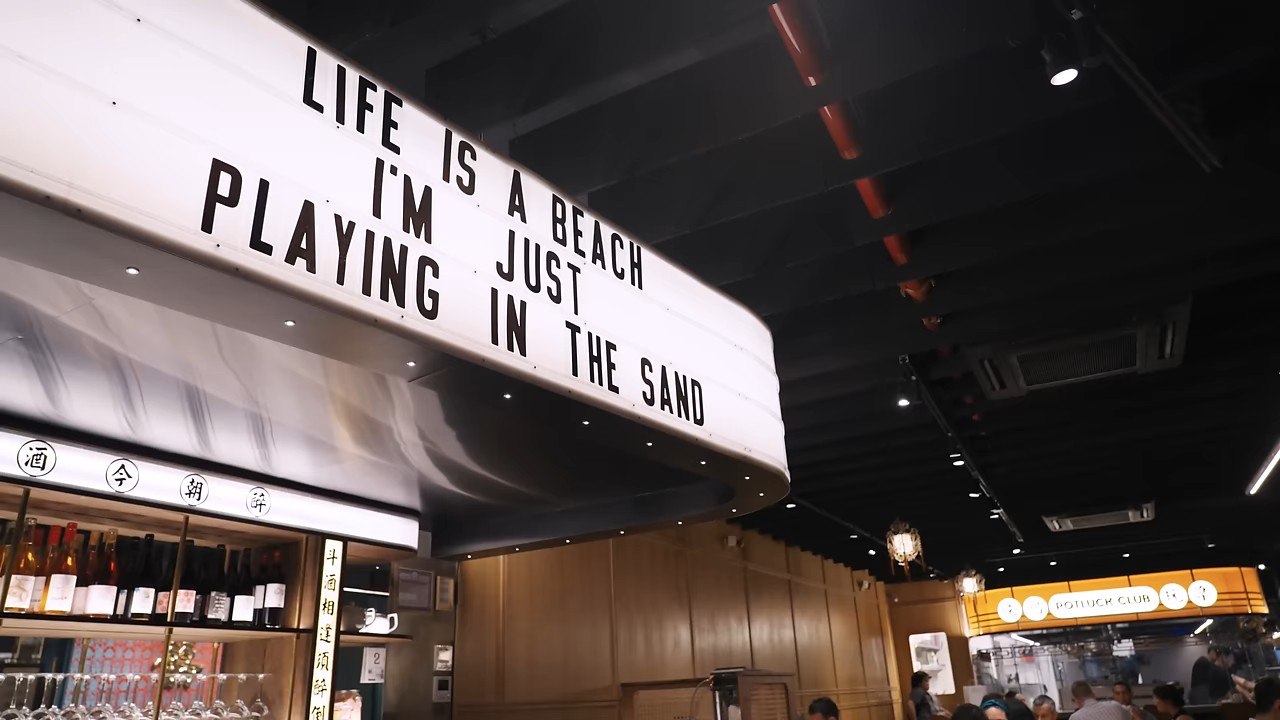 LIFE IS A BEACH
I'M JUST
PLAYING IN THE SAND
酒今朝醉
斗酒相逢須醉倒
POTLUCK CLUB
2